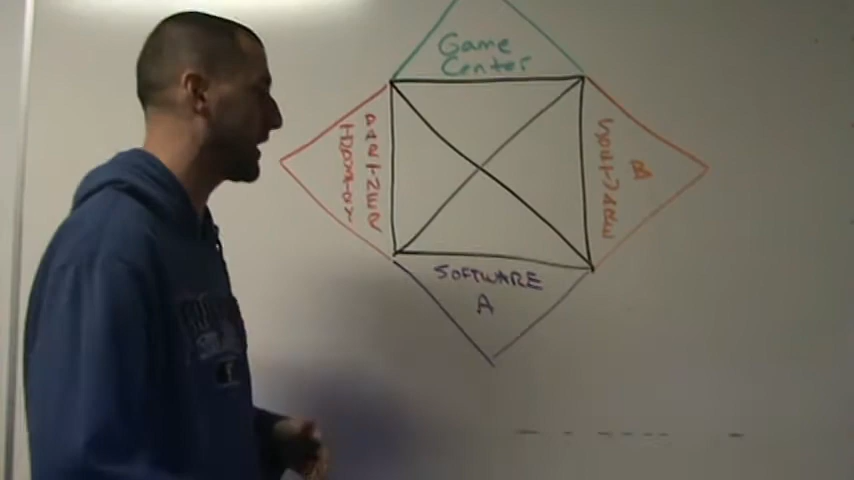 Game
Center
PARTNER
SOFTWARE
B
SOFTWARE
A